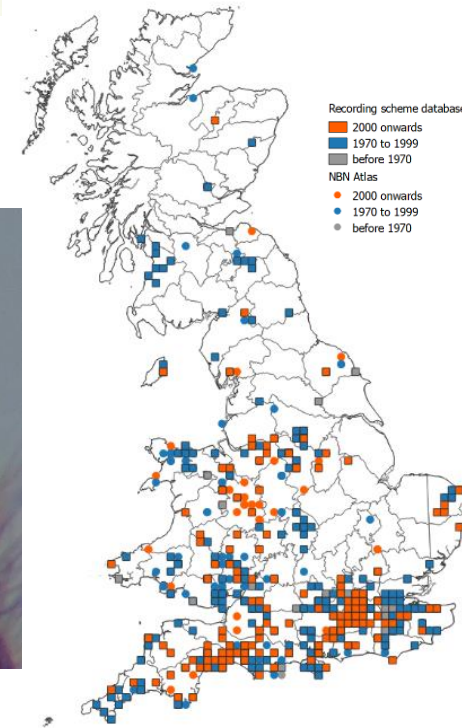 Recording scheme database
2000 onwards
1970 to 1999
before 1970
NBN Atlas
2000 onwards
1970 to 1999
before 1970